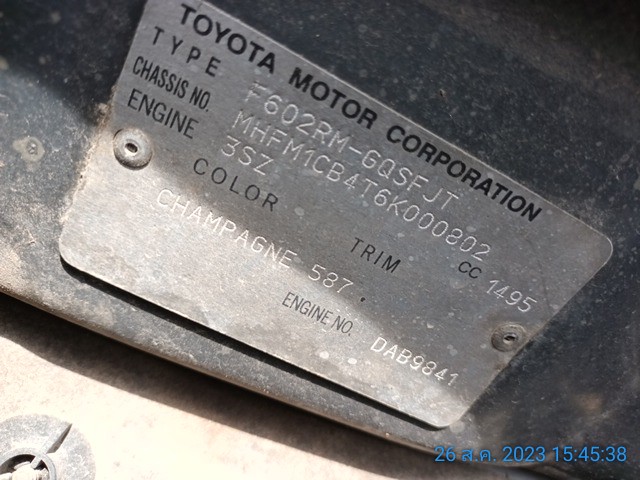 TOYOTA MOTOR CORPORATION
TYPE F602RM-GQSFJT
CHASSIS NO. MHFM1CB4T6K000802
ENGINE 3SZ CC 1495
COLOR TRIM
CHAMPAGNE 587
ENGINE NO. DAB9841
26 ส.ค. 2023 15:45:38